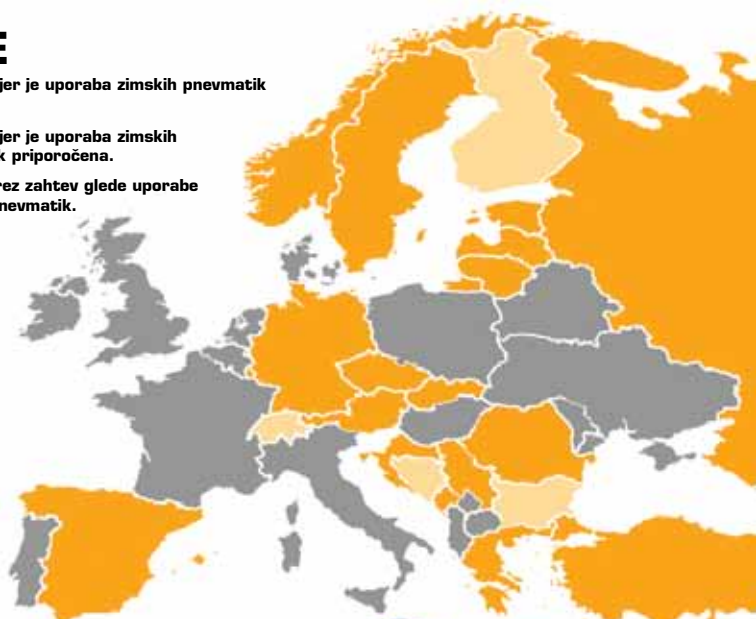 E
jer je uporaba zimskih pnevmatik
jer je uporaba zimskih
k priporočena.
rez zahtev glede uporabe
nevmatik.